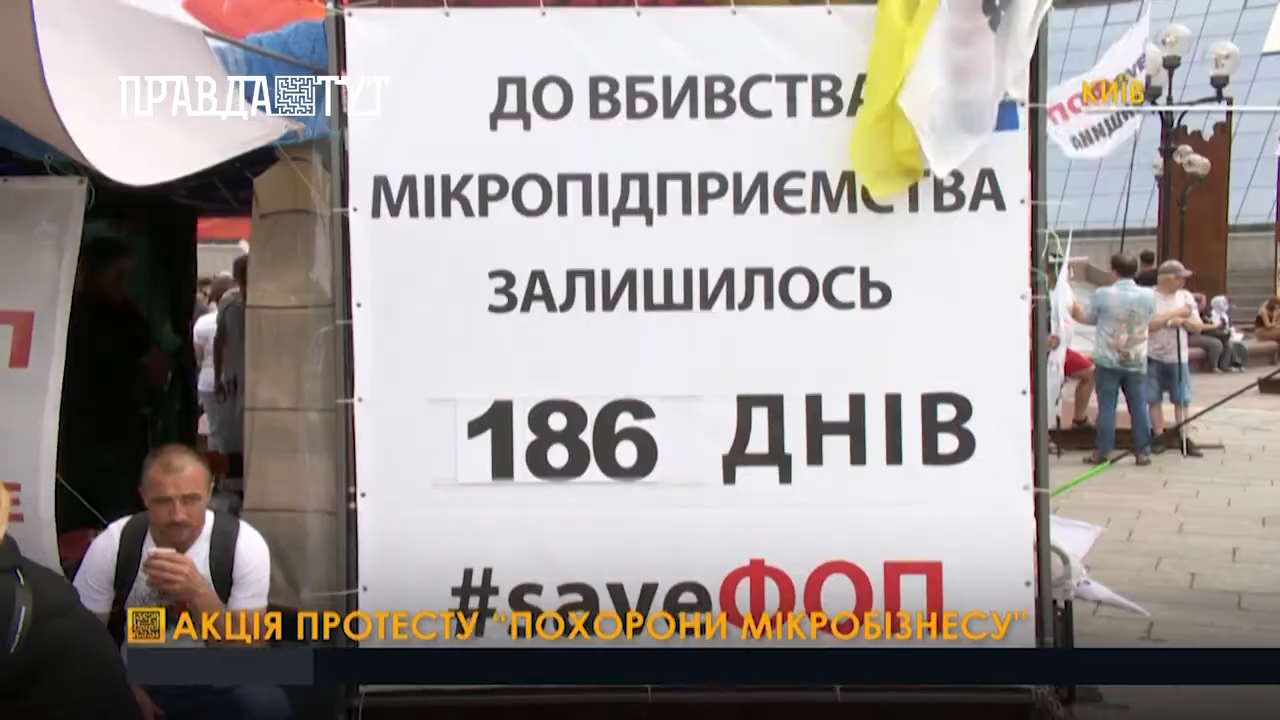 ПРАВДА ТУТ
КИЇВ
ДО ВБИВСТВА
МІКРОПІДПРИЄМСТВА
ЗАЛИШИЛОСЬ
186 ДНІВ
#saveФОП
АКЦІЯ ПРОТЕСТУ "ПОХОРОНИ МІКРОБІЗНЕСУ"